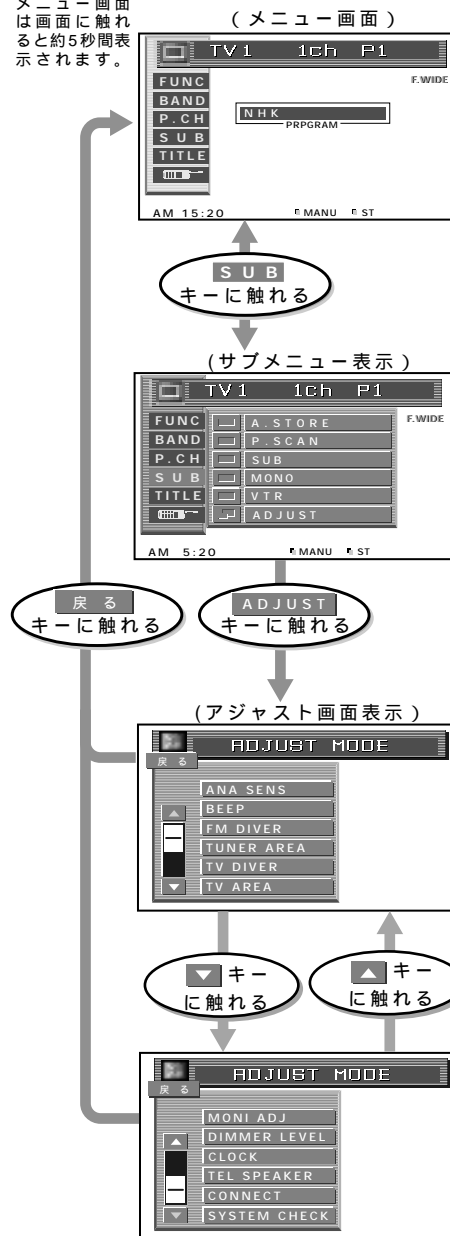 メニュー画面
は画面に触れ
ると約5秒間表
示されます。
(メニュー画面)
TV1 1ch P1
FUNC
BAND
P.CH
SUB
TITLE
F.WIDE
NHK
PRPGRAM
AM 15:20 MANU ST
SUB
キーに触れる
(サブメニュー表示)
TV1 1ch P1
FUNC
BAND
P.CH
SUB
TITLE
A.STORE
P.SCAN
SUB
MONO
VTR
ADJUST
F.WIDE
AM 5:20 MANU ST
戻る
キーに触れる
ADJUST
キーに触れる
(アジャスト画面表示)
ADJUST MODE
戻る
ANA SENS
BEEP
FM DIVER
TUNER AREA
TV DIVER
TV AREA
▼キー
に触れる
▲キー
に触れる
ADJUST MODE
戻る
MONI ADJ
DIMMER LEVEL
CLOCK
TEL SPEAKER
CONNECT
SYSTEM CHECK